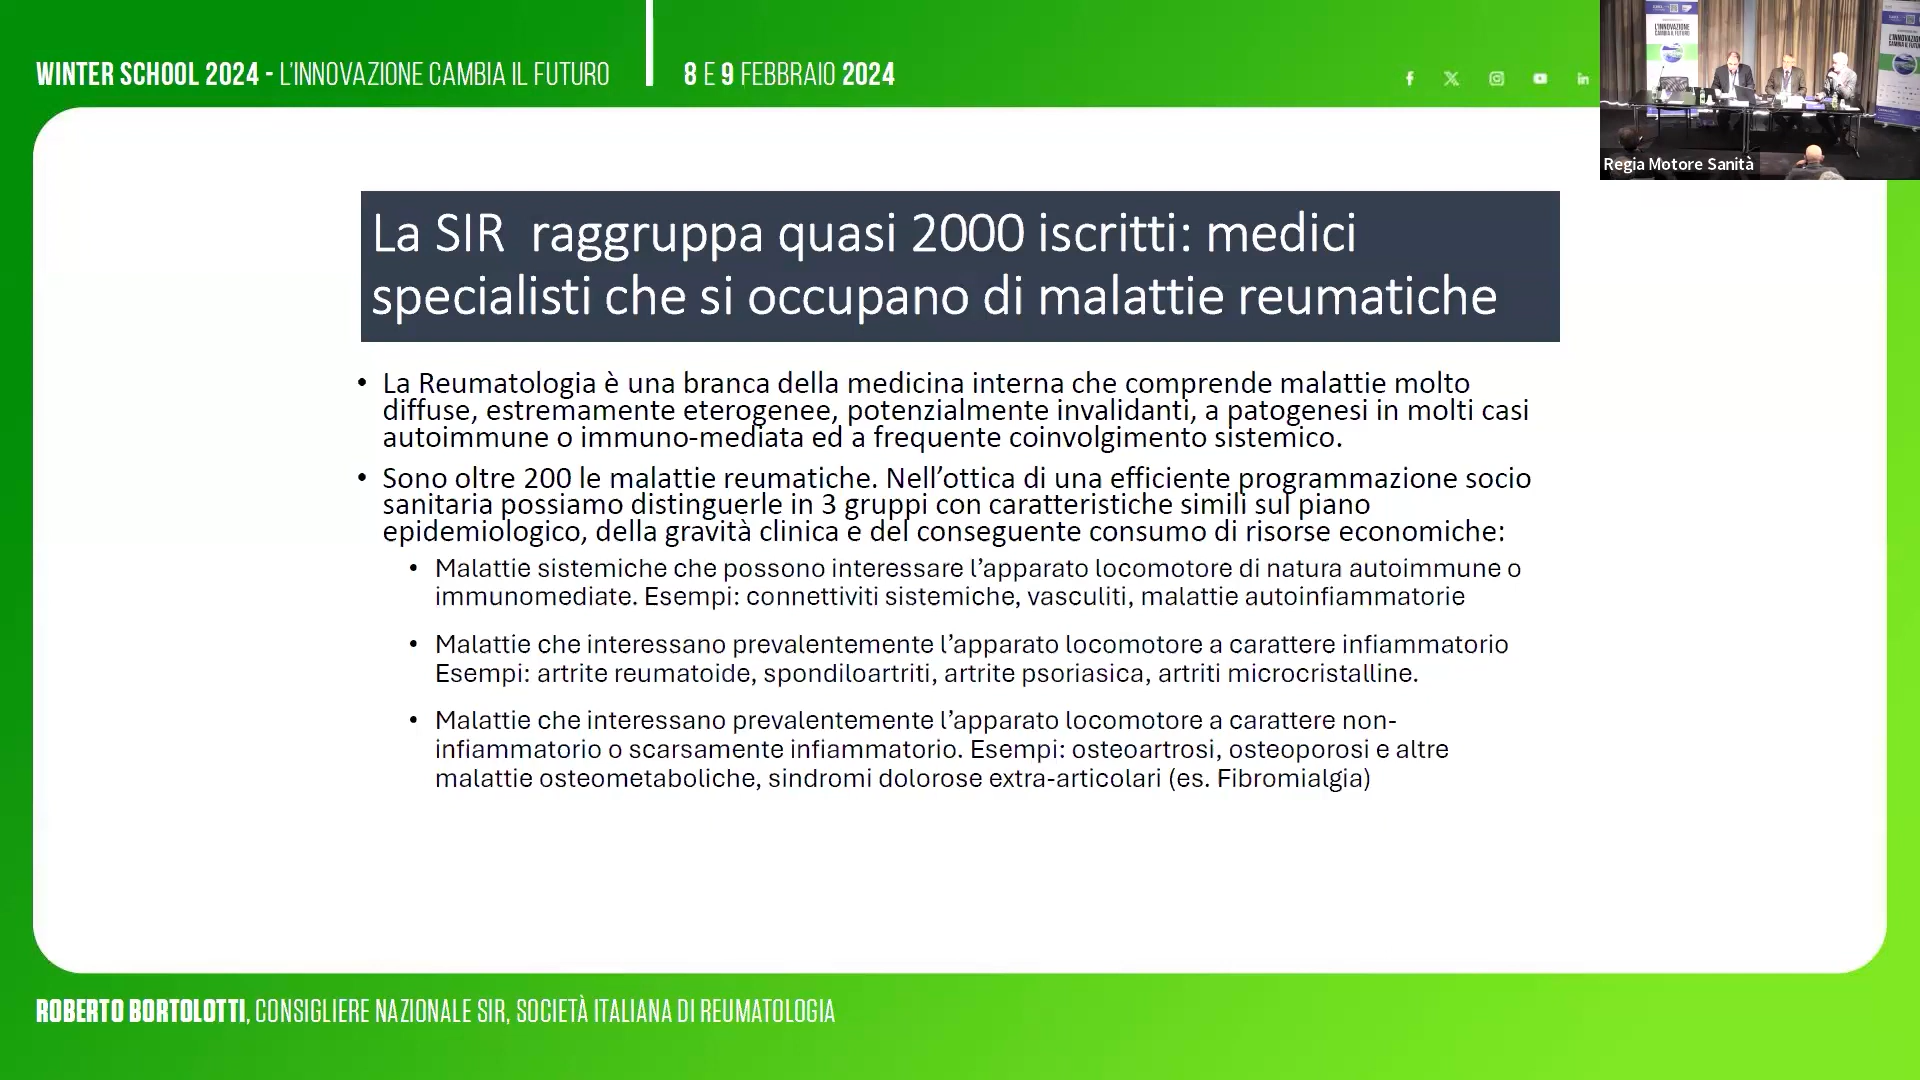 WINTER SCHOOL 2024 - L'INNOVAZIONE CAMBIA IL FUTURO
8 E 9 FEBBRAIO 2024
L'INNOVAZIONE
CAMBIA IL FUTURO
Regia Motore Sanità
La SIR raggruppa quasi 2000 iscritti: medici
specialisti che si occupano di malattie reumatiche
• La Reumatologia è una branca della medicina interna che comprende malattie molto
diffuse, estremamente eterogenee, potenzialmente invalidanti, a patogenesi in molti casi
autoimmune o immuno-mediata ed a frequente coinvolgimento sistemico.
• Sono oltre 200 le malattie reumatiche. Nell’ottica di una efficiente programmazione socio
sanitaria possiamo distinguerle in 3 gruppi con caratteristiche simili sul piano
epidemiologico, della gravità clinica e del conseguente consumo di risorse economiche:
• Malattie sistemiche che possono interessare l’apparato locomotore di natura autoimmune o
immunomediate. Esempi: connettiviti sistemiche, vasculiti, malattie autoinfiammatorie
• Malattie che interessano prevalentemente l’apparato locomotore a carattere infiammatorio
Esempi: artrite reumatoide, spondiloartriti, artrite psoriasica, artriti microcristalline.
• Malattie che interessano prevalentemente l’apparato locomotore a carattere non-
infiammatorio o scarsamente infiammatorio. Esempi: osteoartrosi, osteoporosi e altre
malattie osteometaboliche, sindromi dolorose extra-articolari (es. Fibromialgia)
ROBERTO BORTOLOTTI, CONSIGLIERE NAZIONALE SIR, SOCIETÀ ITALIANA DI REUMATOLOGIA